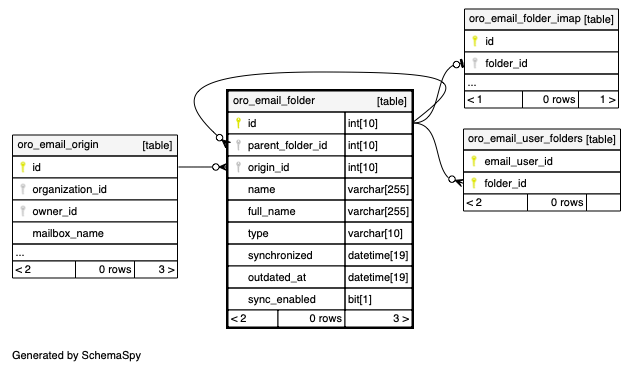 oro_email_folder_imap [table]
id
folder_id
...
< 1 0 rows 1 >
oro_email_folder [table]
id int[10]
parent_folder_id int[10]
origin_id int[10]
name varchar[255]
full_name varchar[255]
type varchar[10]
synchronized datetime[19]
outdated_at datetime[19]
sync_enabled bit[1]
< 2 0 rows 3 >
oro_email_user_folders [table]
email_user_id
folder_id
< 2 0 rows
oro_email_origin [table]
id
organization_id
owner_id
mailbox_name
...
< 2 0 rows 3 >
Generated by SchemaSpy